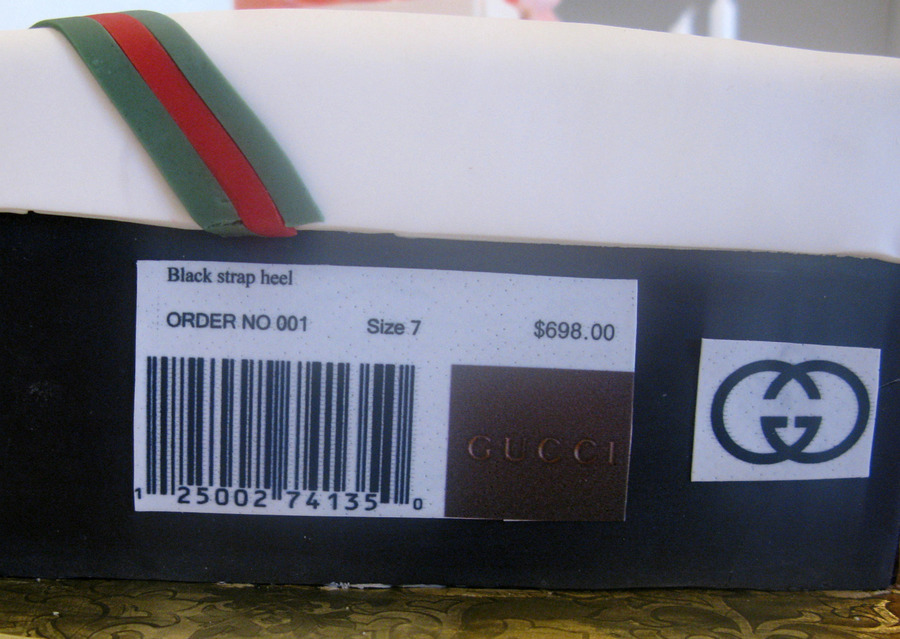 Black strap heel
ORDER NO 001 Size 7 $698.00
GUCCI
1 25002 74135 0